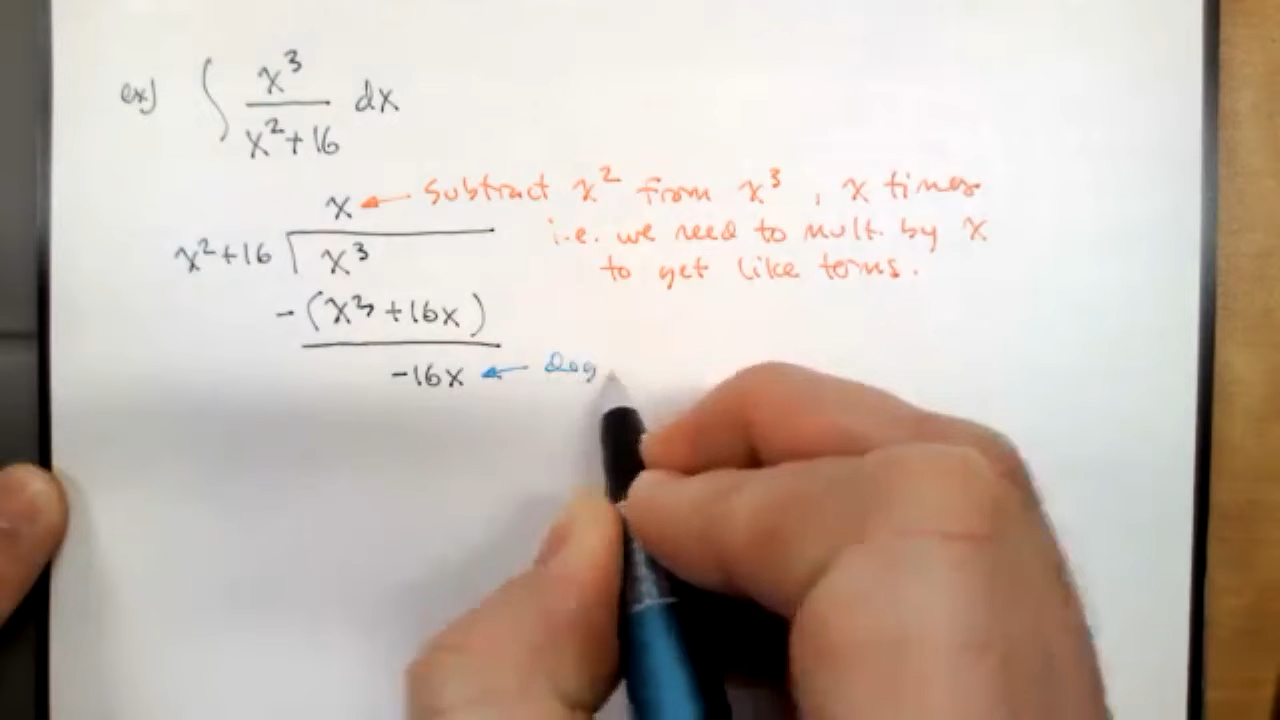 ex) ∫ x³ / x²+16 dx
x ← Subtract x² from x³, x times
i.e. we need to mult. by x
x²+16 | x³
to get like terms.
-(x³ +16x)
-16x ← Deg